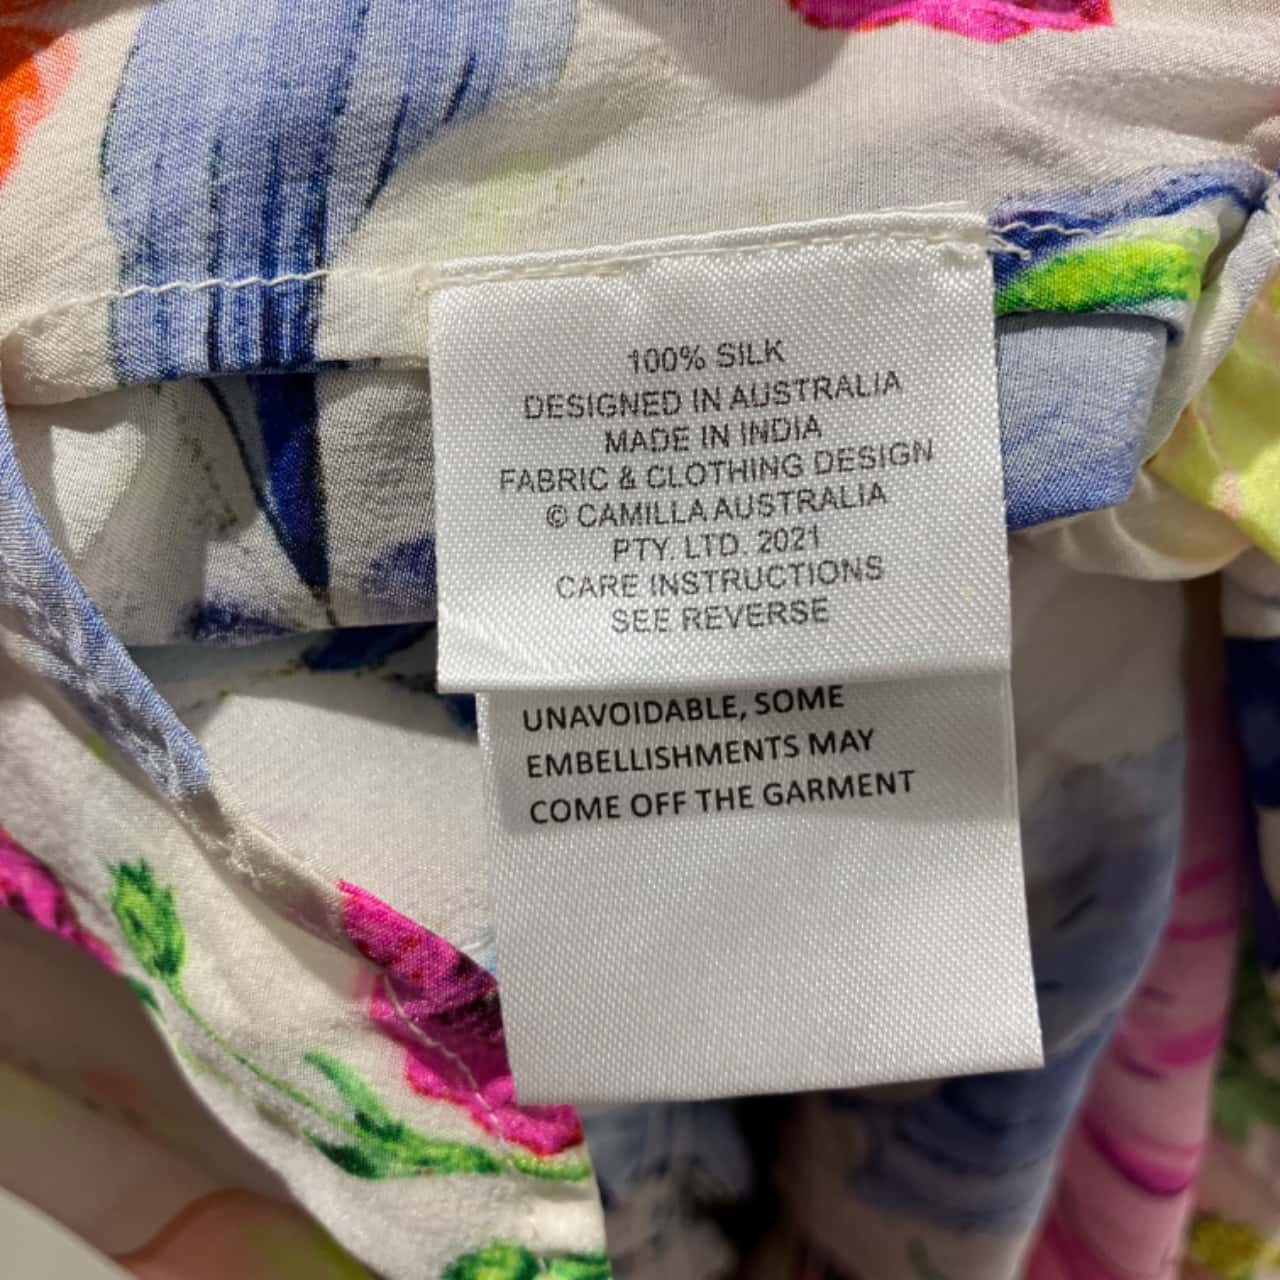 100% SILK
DESIGNED IN AUSTRALIA
MADE IN INDIA
FABRIC & CLOTHING DESIGN
© CAMILLA AUSTRALIA
PTY. LTD. 2021
CARE INSTRUCTIONS
SEE REVERSE
UNAVOIDABLE, SOME
EMBELLISHMENTS MAY
COME OFF THE GARMENT